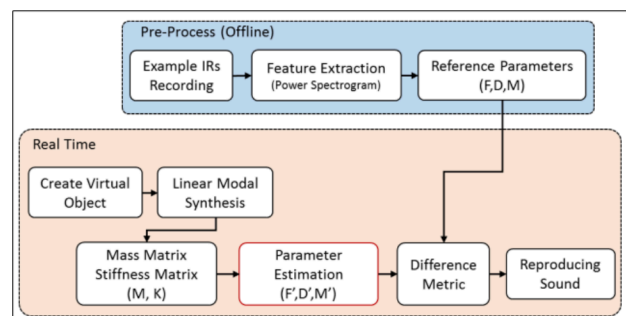 Pre-Process (Offline)
Example IRs
Recording
Feature Extraction
(Power Spectrogram)
Reference Parameters
(F,D,M)
Real Time
Create Virtual
Object
Linear Modal
Synthesis
Mass Matrix
Stiffness Matrix
(M, K)
Parameter
Estimation
(F',D',M')
Difference
Metric
Reproducing
Sound